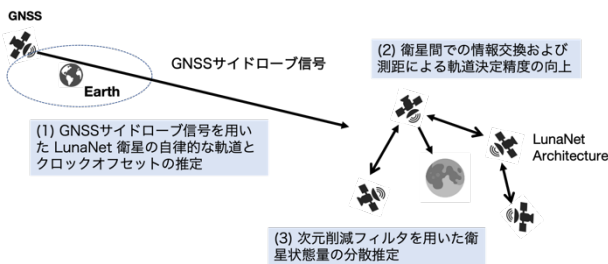 GNSS
GNSSサイドローブ信号
Earth
(1) GNSSサイドローブ信号を用い
た LunaNet 衛星の自律的な軌道と
クロックオフセットの推定
(2) 衛星間での情報交換および
測距による軌道決定精度の向上
LunaNet
Architecture
(3) 次元削減フィルタを用いた衛
星状態量の分散推定